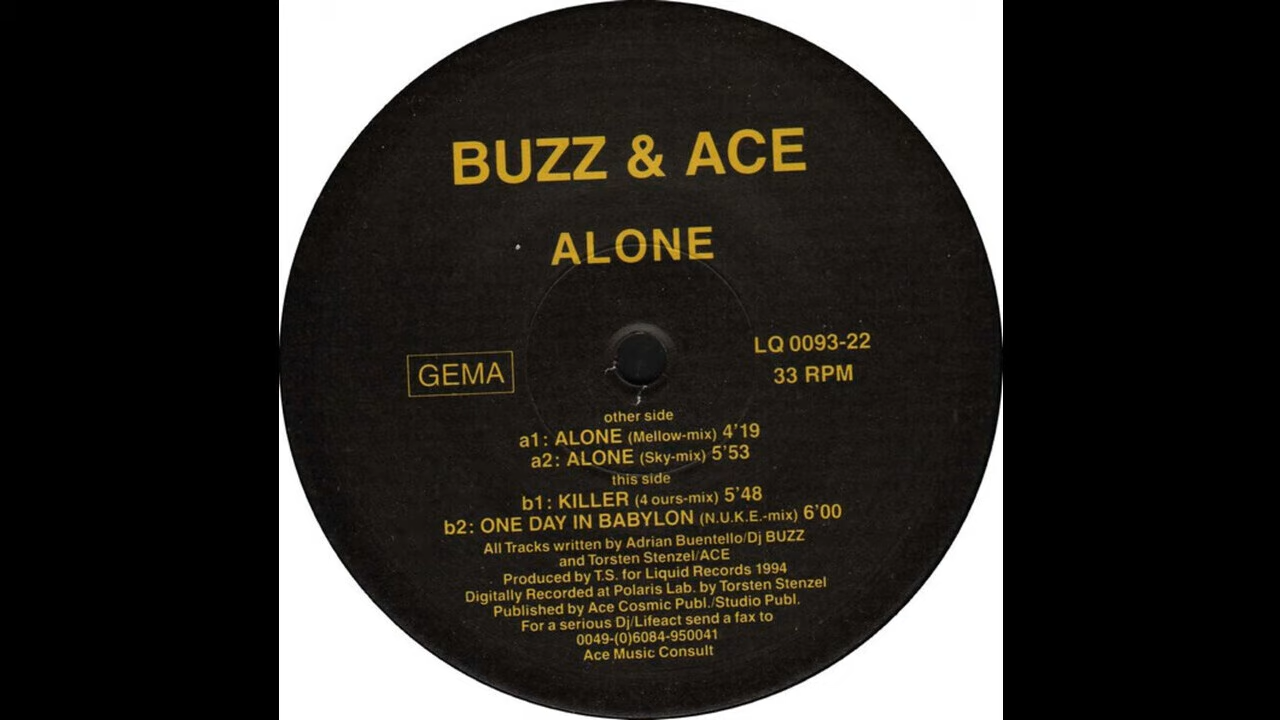 BUZZ & ACE
ALONE
LQ 0093-22
33 RPM
GEMA
other side
a1: ALONE (Mellow-mix) 4'19
a2: ALONE (Sky-mix) 5'53
this side
b1: KILLER (4 ours-mix) 5'48
b2: ONE DAY IN BABYLON (N.U.K.E.-mix) 6'00
All Tracks written by Adrian Buentello/Dj BUZZ
and Torsten Stenzel/ACE
Produced by T.S. for Liquid Records 1994
Digitally Recorded at Polaris Lab. by Torsten Stenzel
Published by Ace Cosmic Publ./Studio Publ.
For a serious Dj/Lifeact send a fax to
0049-(0)6084-950041
Ace Music Consult